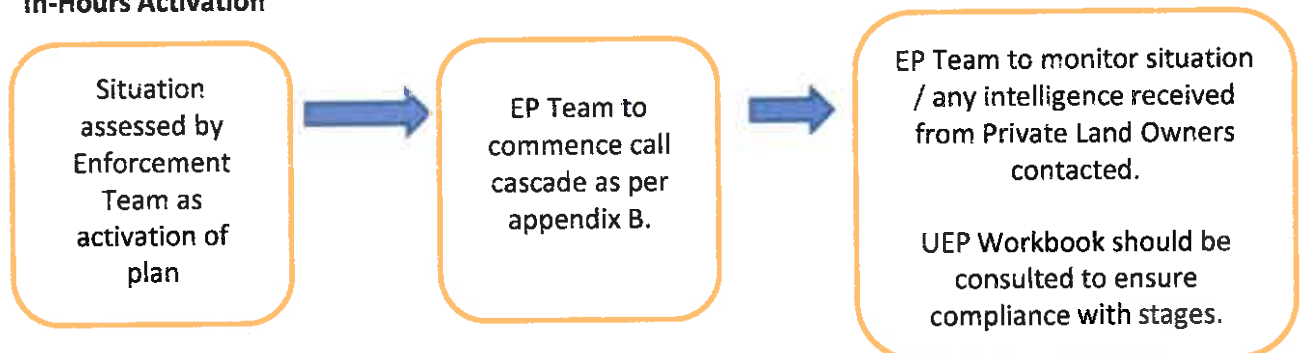 In-Hours Activation
Situation
assessed by
Enforcement
Team as
activation of
plan
EP Team to
commence call
cascade as per
appendix B.
EP Team to monitor situation
/ any intelligence received
from Private Land Owners
contacted.
UEP Workbook should be
consulted to ensure
compliance with stages.